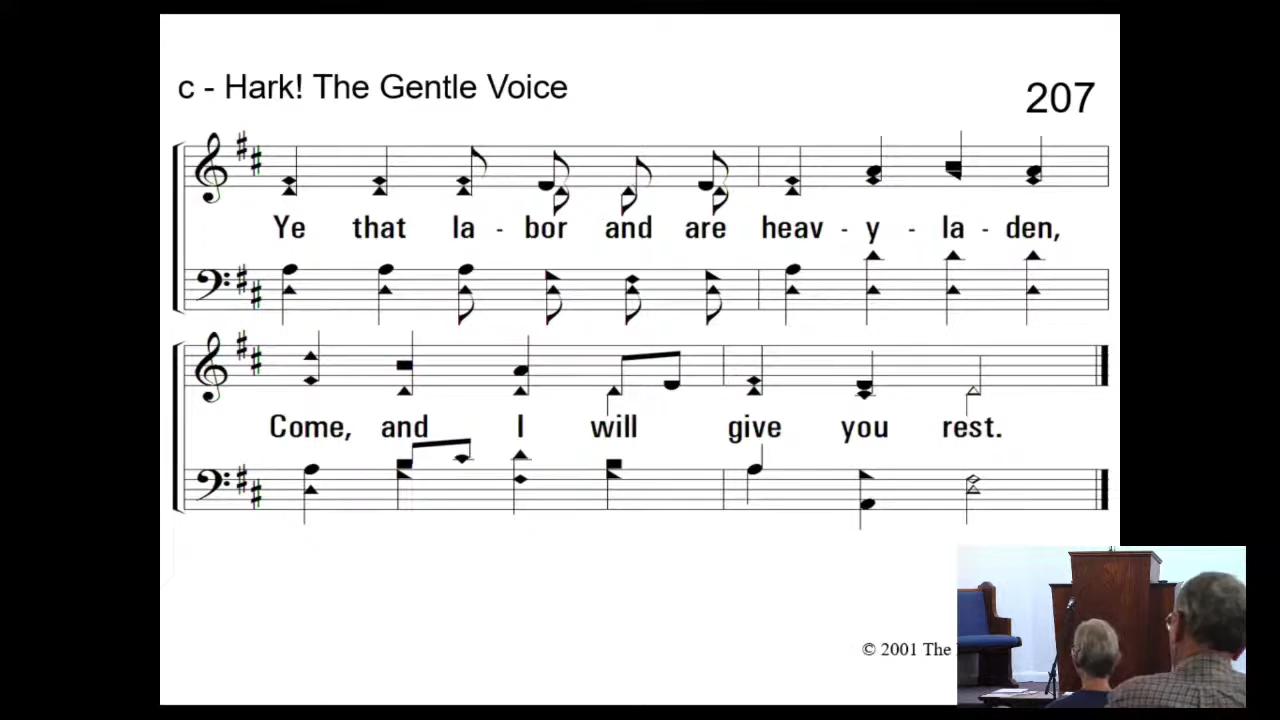 c - Hark! The Gentle Voice
207
Ye that la - bor and are heav - y - la - den,
Come, and I will give you rest.
© 2001 The